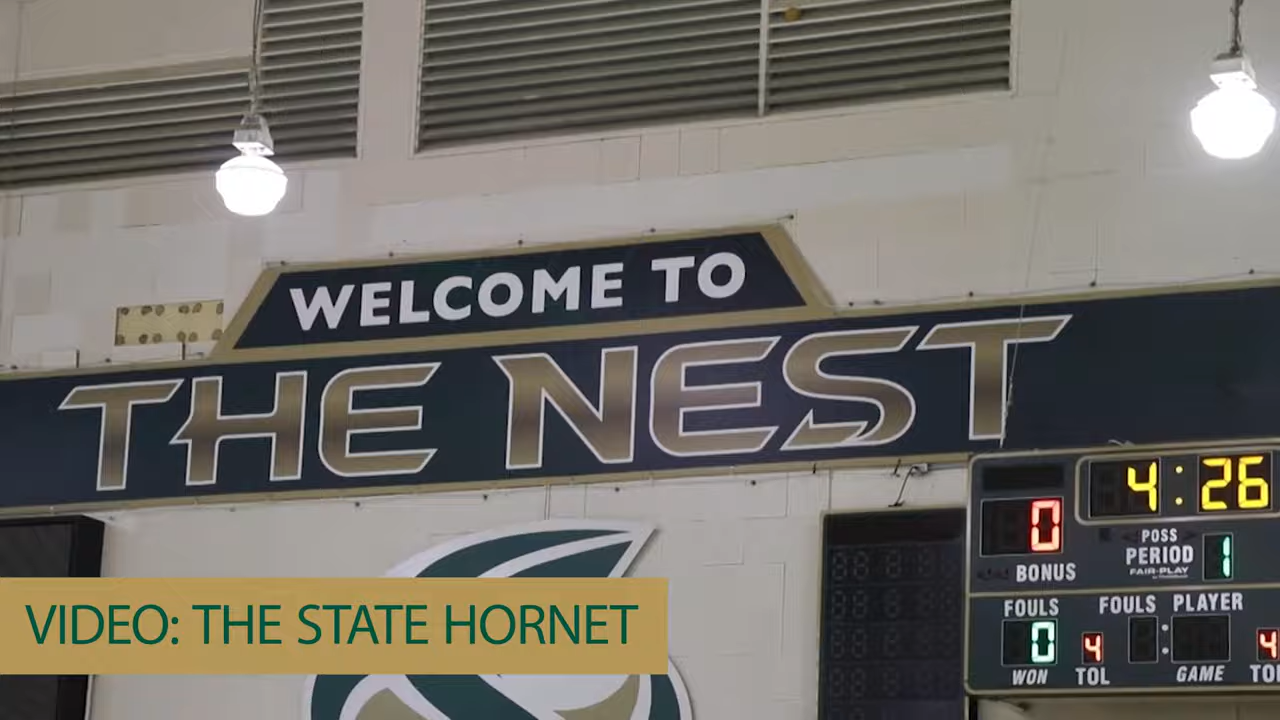 WELCOME TO
THE NEST
4:26
0
POSS
BONUS
PERIOD 1
FAIR-PLAY
FOULS
FOULS PLAYER
0 4 : 4
WON TOL GAME TOL
VIDEO: THE STATE HORNET